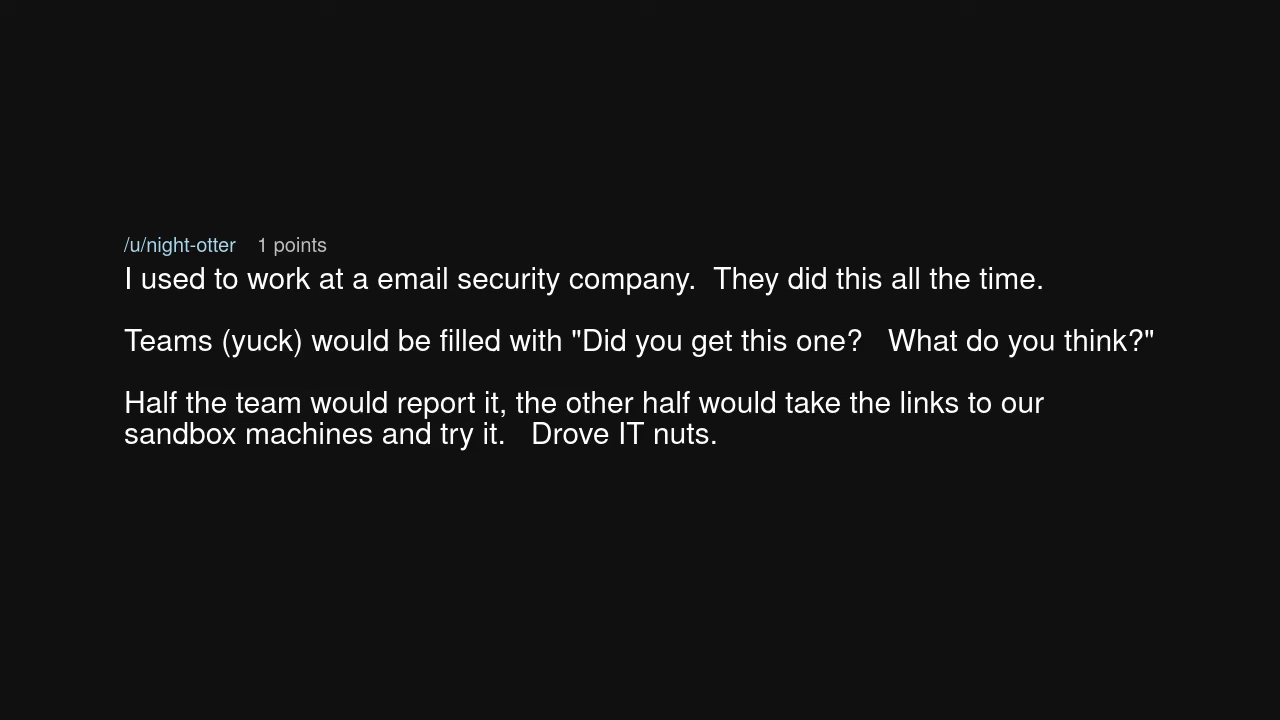 /u/night-otter 1 points
I used to work at a email security company.  They did this all the time.
Teams (yuck) would be filled with "Did you get this one?   What do you think?"
Half the team would report it, the other half would take the links to our
sandbox machines and try it.   Drove IT nuts.